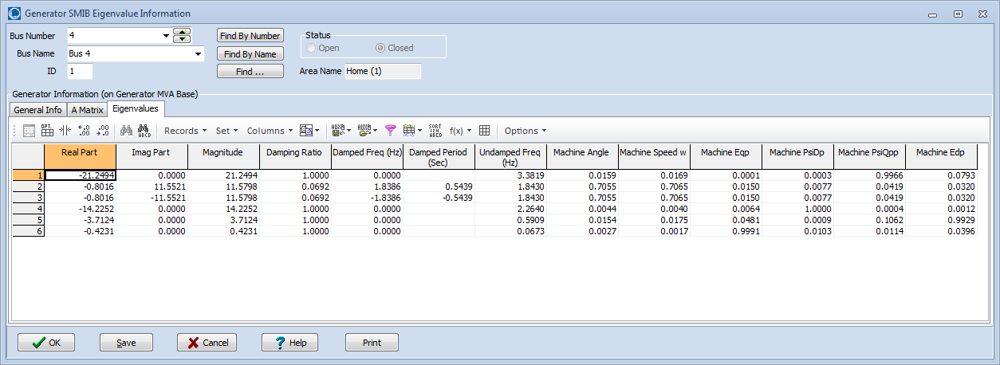 Generator SMIB Eigenvalue Information
Bus Number 4 Find By Number Status
Bus Name Bus 4 Find By Name Open Closed
ID 1 Find ... Area Name Home (1)
Generator Information (on Generator MVA Base)
General Info A Matrix Eigenvalues
Records Set Columns f(x) Options
Real Part Imag Part Magnitude Damping Ratio Damped Freq (Hz) Damped Period (Sec) Undamped Freq (Hz) Machine Angle Machine Speed w Machine Eqp Machine PsiDp Machine PsiQpp Machine Edp
1 -21.2494 0.0000 21.2494 1.0000 0.0000 3.3819 0.0159 0.0169 0.0001 0.0003 0.9966 0.0793
2 -0.8016 11.5521 11.5798 0.0692 1.8386 0.5439 1.8430 0.7055 0.7065 0.0150 0.0077 0.0419 0.0320
3 -0.8016 -11.5521 11.5798 0.0692 -1.8386 -0.5439 1.8430 0.7055 0.7065 0.0150 0.0077 0.0419 0.0320
4 -14.2252 0.0000 14.2252 1.0000 0.0000 2.2640 0.0044 0.0040 0.0064 1.0000 0.0004 0.0012
5 -3.7124 0.0000 3.7124 1.0000 0.0000 0.5909 0.0154 0.0175 0.0481 0.0009 0.1062 0.9929
6 -0.4231 0.0000 0.4231 1.0000 0.0000 0.0673 0.0027 0.0017 0.9991 0.0103 0.0114 0.0396
OK Save Cancel ? Help Print